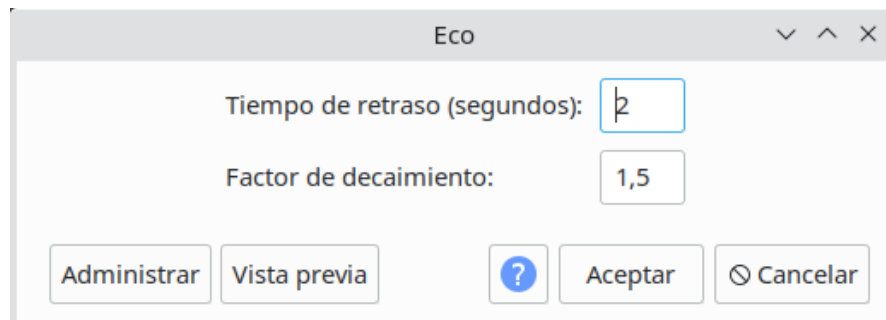 Eco
Tiempo de retraso (segundos): 2
Factor de decaimiento: 1,5
Administrar Vista previa ? Aceptar Cancelar